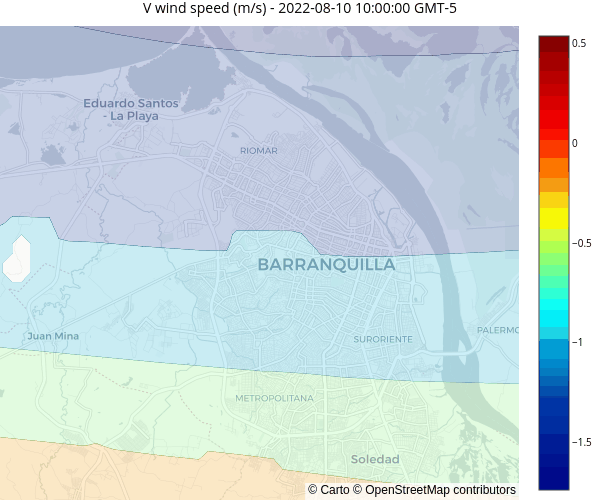 V wind speed (m/s) - 2022-08-10 10:00:00 GMT-5
0.5
Eduardo Santos
- La Playa
0
RIOMAR
−0.5
BARRANQUILLA
PALERMO
Juan Mina
SURORIENTE
−1
METROPOLITANA
−1.5
Soledad
© Carto © OpenStreetMap contributors